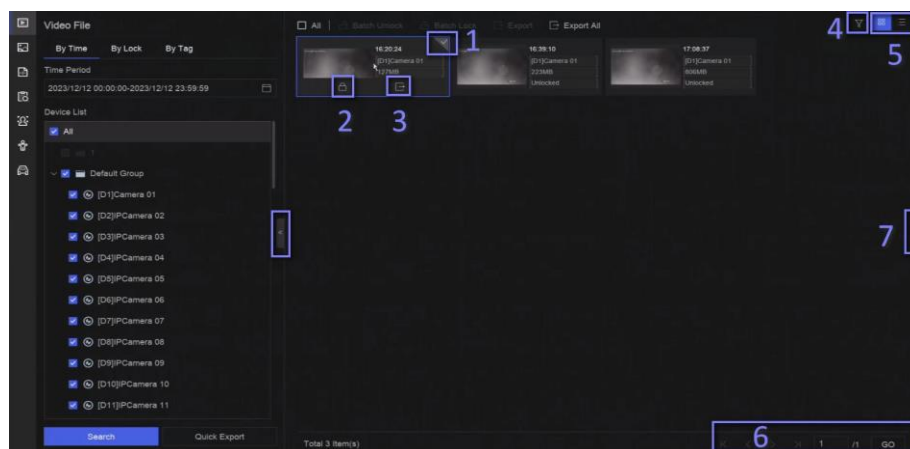 Video File
By Time By Lock By Tag
Time Period
2023/12/12 00:00:00-2023/12/12 23:59:59
Device List
All
Default Group
[D1]Camera 01
[D2]IPCamera 02
[D3]IPCamera 03
[D4]IPCamera 04
[D5]IPCamera 05
[D6]IPCamera 06
[D7]IPCamera 07
[D8]IPCamera 08
[D9]IPCamera 09
[D10]IPCamera 10
[D11]IPCamera 11
Search Quick Export
<
All Batch Unlock Batch Lock Export Export All
4
5
1
16:20:24
[D1]Camera 01
127MB
16:39:10
[D1]Camera 01
223MB
Unlocked
17:08:37
[D1]Camera 01
606MB
Unlocked
2 3
7
Total 3 Item(s)
6
1 /1 GO